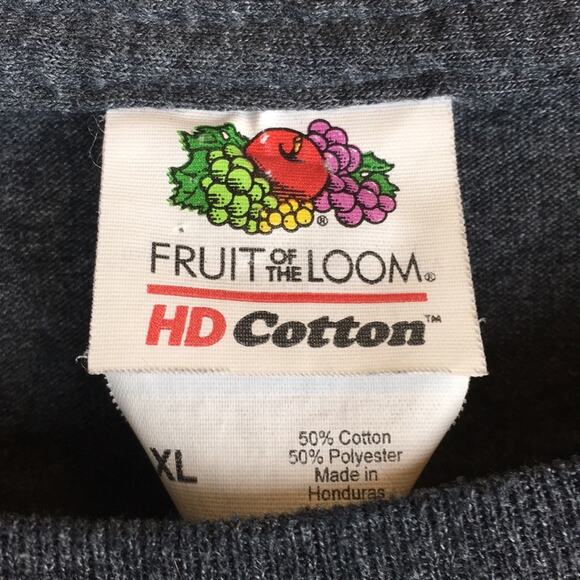 FRUIT OF THE LOOM®
HD Cotton™
XL
50% Cotton
50% Polyester
Made in
Honduras